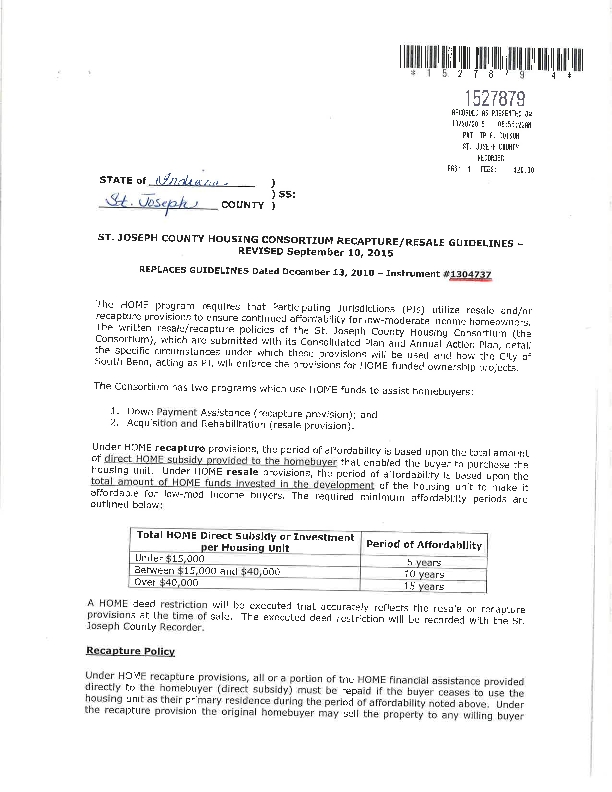 *1527879 4*
1527879
RECORDED AS PRESENTED ON
ST. JOSEPH COUNTY
RECORDER
STATE of Indiana )
) SS:
St. Joseph COUNTY )
ST. JOSEPH COUNTY HOUSING CONSORTIUM RECAPTURE/RESALE GUIDELINES –
REVISED September 10, 2015
REPLACES GUIDELINES Dated December 13, 2010 – Instrument #1304737
The HOME program requires that Participating Jurisdictions (PJs) utilize resale and/or
recapture provisions to ensure continued affordability for low-moderate income homeowners.
The written resale/recapture policies of the St. Joseph County Housing Consortium (the
Consortium), which are submitted with its Consolidated Plan and Annual Action Plan, detail
the specific circumstances under which these provisions will be used and how the City of
South Bend, acting as PJ, will enforce the provisions for HOME funded ownership projects.
The Consortium has two programs which use HOME funds to assist homebuyers:
1. Down Payment Assistance (recapture provision); and
2. Acquisition and Rehabilitation (resale provision).
Under HOME recapture provisions, the period of affordability is based upon the total amount
of direct HOME subsidy provided to the homebuyer that enabled the buyer to purchase the
housing unit. Under HOME resale provisions, the period of affordability is based upon the
total amount of HOME funds invested in the development of the housing unit to make it
affordable for low-mod income buyers. The required minimum affordability periods are
outlined below:
Total HOME Direct Subsidy or Investment
per Housing Unit
Period of Affordability
Under $15,000
5 years
Between $15,000 and $40,000
10 years
Over $40,000
15 years
A HOME deed restriction will be executed that accurately reflects the resale or recapture
provisions at the time of sale. The executed deed restriction will be recorded with the St.
Joseph County Recorder.
Recapture Policy
Under HOME recapture provisions, all or a portion of the HOME financial assistance provided
directly to the homebuyer (direct subsidy) must be repaid if the buyer ceases to use the
housing unit as their primary residence during the period of affordability noted above. Under
the recapture provision the original homebuyer may sell the property to any willing buyer